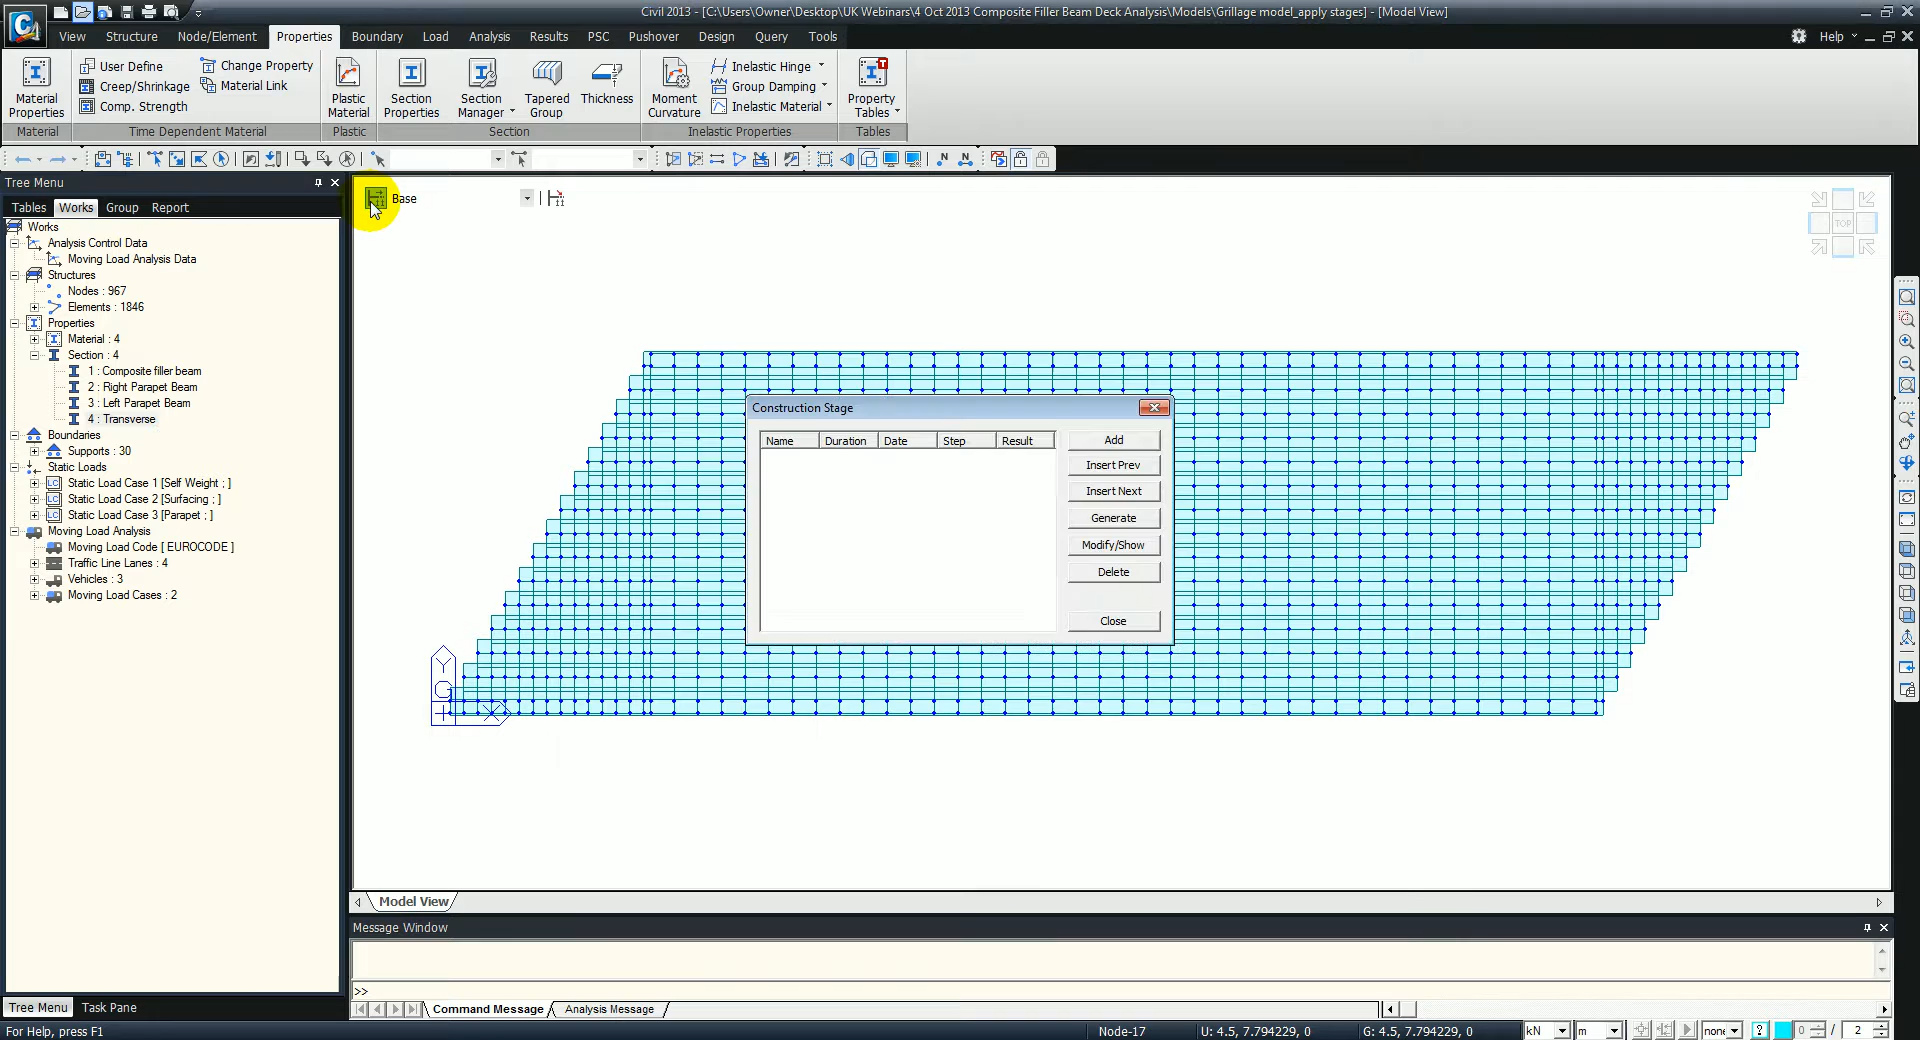 Civil 2013 - [C:\Users\Owner\Desktop\UK Webinars\4 Oct 2013 Composite Filler Beam Deck Analysis\Models\Grillage model_apply stages] - [Model View]
View Structure Node/Element Properties Boundary Load Analysis Results PSC Pushover Design Query Tools Help
Material Properties
User Define
Creep/Shrinkage
Comp. Strength
Change Property
Material Link
Plastic Material
Section Properties
Section Manager
Tapered Group
Thickness
Moment Curvature
Inelastic Hinge
Group Damping
Inelastic Material
Property Tables
Material Time Dependent Material Plastic Section Inelastic Properties Tables
Tree Menu
Tables Works Group Report
Works
Analysis Control Data
Moving Load Analysis Data
Structures
Nodes : 967
Elements : 1846
Properties
Material : 4
Section : 4
1 : Composite filler beam
2 : Right Parapet Beam
3 : Left Parapet Beam
4 : Transverse
Boundaries
Supports : 30
Static Loads
Static Load Case 1 [Self Weight ; ]
Static Load Case 2 [Surfacing ; ]
Static Load Case 3 [Parapet ; ]
Moving Load Analysis
Moving Load Code [ EUROCODE ]
Traffic Line Lanes : 4
Vehicles : 3
Moving Load Cases : 2
Base
TOP
Construction Stage
Name Duration Date Step Result
Add
Insert Prev
Insert Next
Generate
Modify/Show
Delete
Close
Y
X
Model View
Message Window
>>
Command Message Analysis Message
Tree Menu Task Pane
For Help, press F1
Node-17 U: 4.5, 7.794229, 0 G: 4.5, 7.794229, 0 kN m none ? 0 / 2